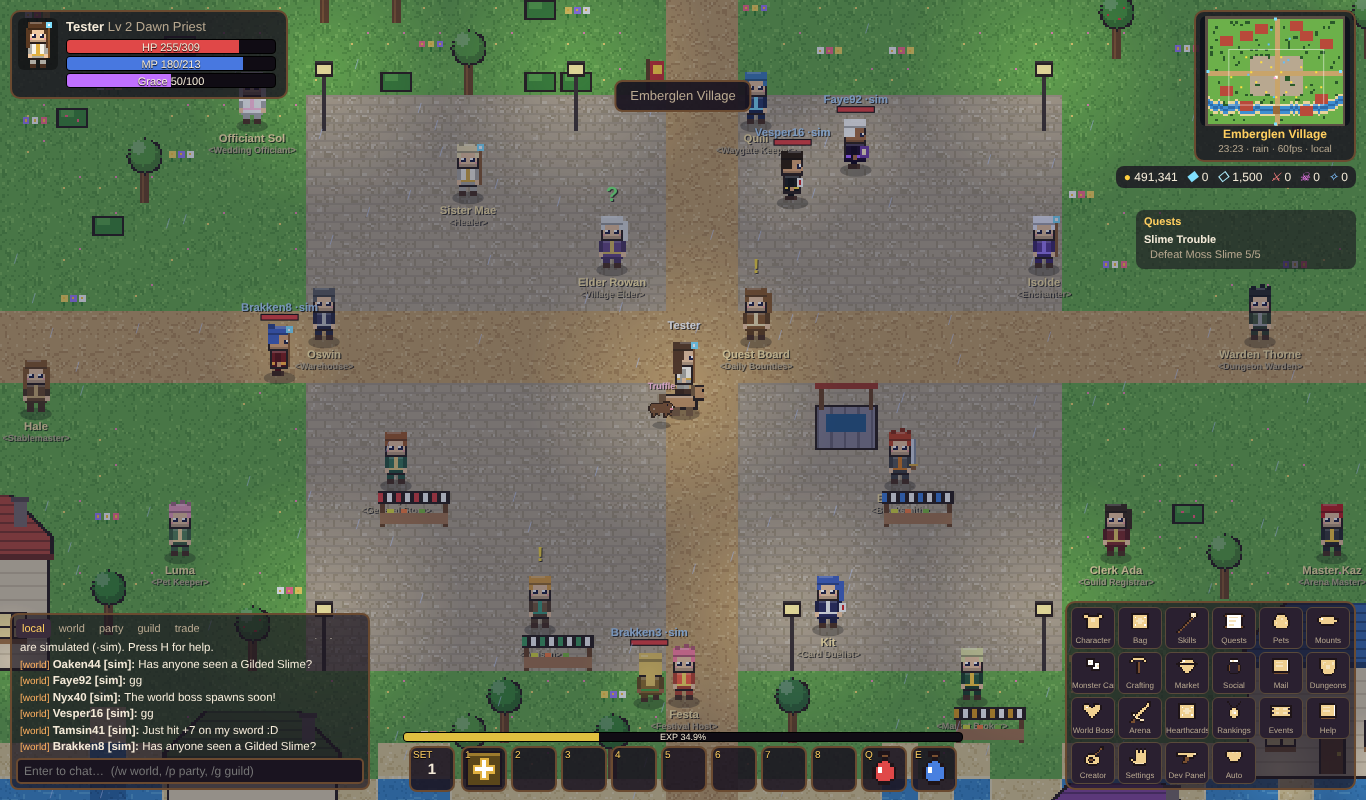 Tester Lv 2 Dawn Priest
HP 255/309
MP 180/213
Grace 50/100
Emberglen Village
Emberglen Village
23:23 · rain · 60fps · local
491,341 0 1,500 0 0 0
Quests
Slime Trouble
Defeat Moss Slime 5/5
Faye92 ·sim
Vesper16 ·sim
Officiant Sol
<Wedding Officiant>
Sister Mae
<Healer>
?
Elder Rowan
<Village Elder>
!
Isolde
<Enchanter>
Brakken8 ·sim
Oswin
<Warehouse>
Tester
Quest Board
<Daily Bounties>
Warden Thorne
<Dungeon Warden>
Truffle
Hale
<Stablemaster>
Luma
<Pet Keeper>
Clerk Ada
<Guild Registrar>
Master Kaz
<Arena Master>
!
Brakken3 ·sim
Kit
<Card Duelist>
Festa
<Festival Host>
local world party guild trade
are simulated (·sim). Press H for help.
[world] Oaken44 [sim]: Has anyone seen a Gilded Slime?
[world] Faye92 [sim]: gg
[world] Nyx40 [sim]: The world boss spawns soon!
[world] Vesper16 [sim]: gg
[world] Tamsin41 [sim]: Just hit +7 on my sword :D
[world] Brakken8 [sim]: Has anyone seen a Gilded Slime?
Enter to chat... (/w world, /p party, /g guild)
EXP 34.9%
SET 1 1 2 3 4 5 6 7 8 Q E
Character Bag Skills Quests Pets Mounts
Monster Ca Crafting Market Social Mail Dungeons
World Boss Arena Hearthcards Rankings Events Help
Creator Settings Dev Panel Auto